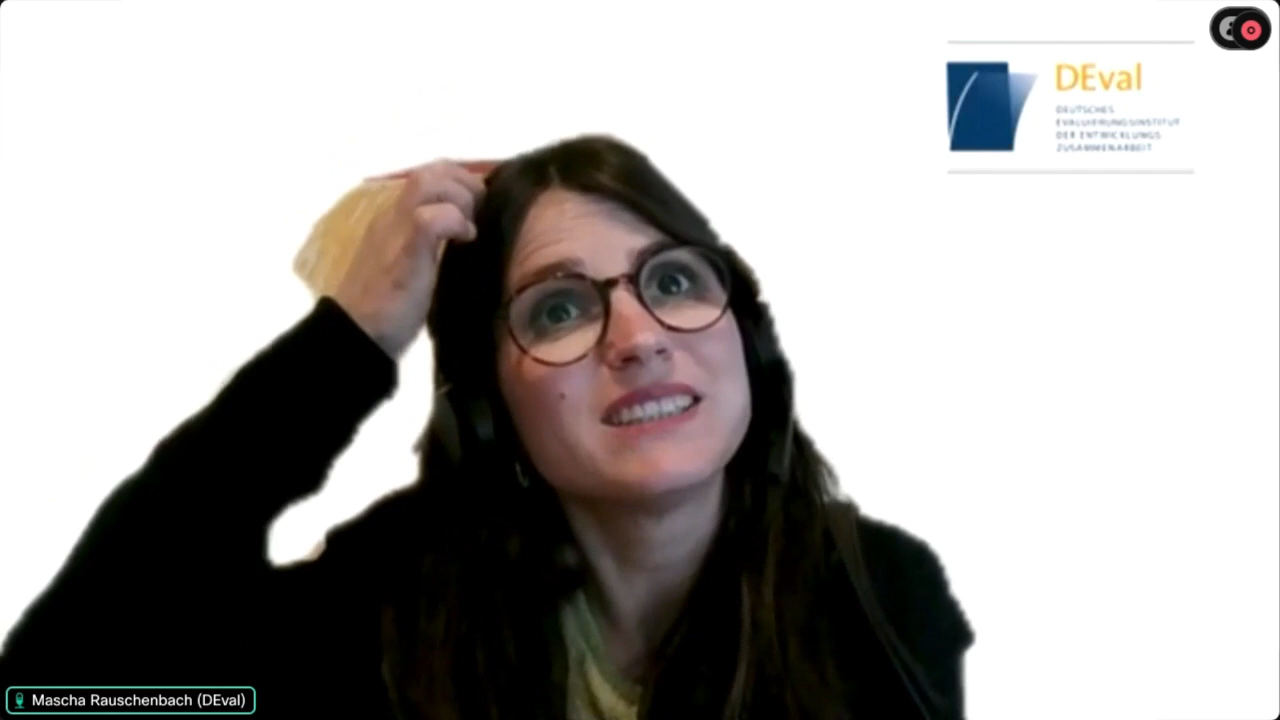 DEval
DEUTSCHES
EVALUIERUNGSINSTITUT
DER ENTWICKLUNGS
ZUSAMMENARBEIT
Mascha Rauschenbach (DEval)